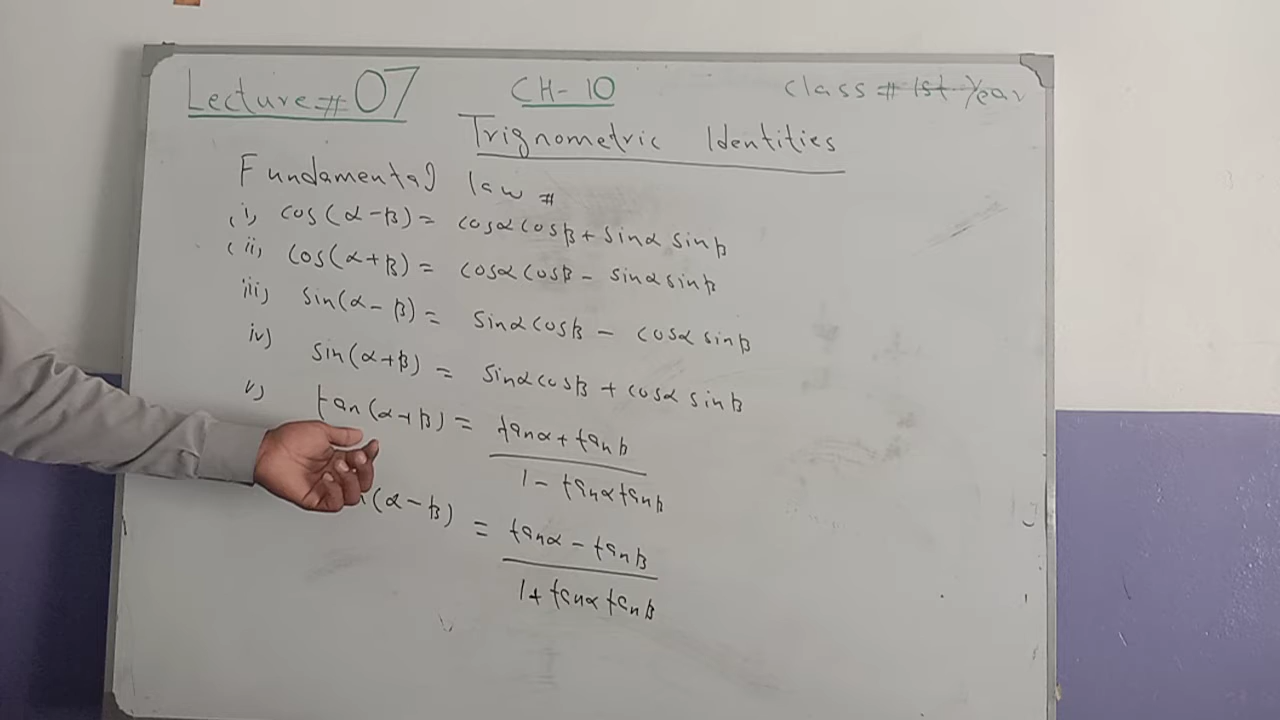 Lecture # 07 CH-10 Class # 1st Year
Trignometric Identities
Fundamental law #
(i) cos(α-β) = cosα cosβ + sinα sinβ
(ii) cos(α+β) = cosα cosβ - sinα sinβ
iii) sin(α-β) = sinα cosβ - cosα sinβ
iv) sin(α+β) = sinα cosβ + cosα sinβ
v) tan(α+β) = tanα + tanβ
1 - tanα tanβ
(α-β) = tanα - tanβ
1 + tanα tanβ